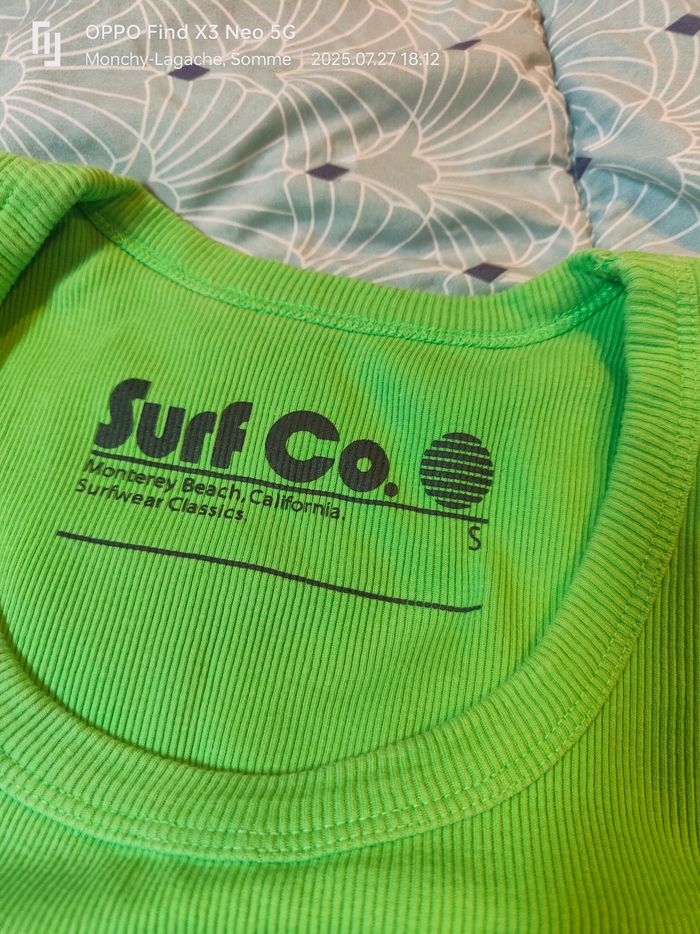 OPPO Find X3 Neo 5G
Monchy-Lagache, Somme | 2025.07.27 18:12
Surf Co.
Monterey Beach, California.
Surfwear Classics.
S